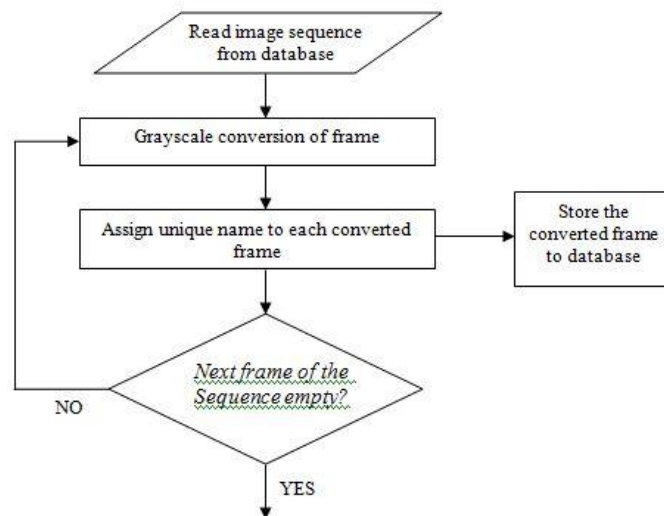 Read image sequence
from database
Grayscale conversion of frame
Assign unique name to each converted
frame
Store the
converted frame
to database
Next frame of the
Sequence empty?
NO
YES